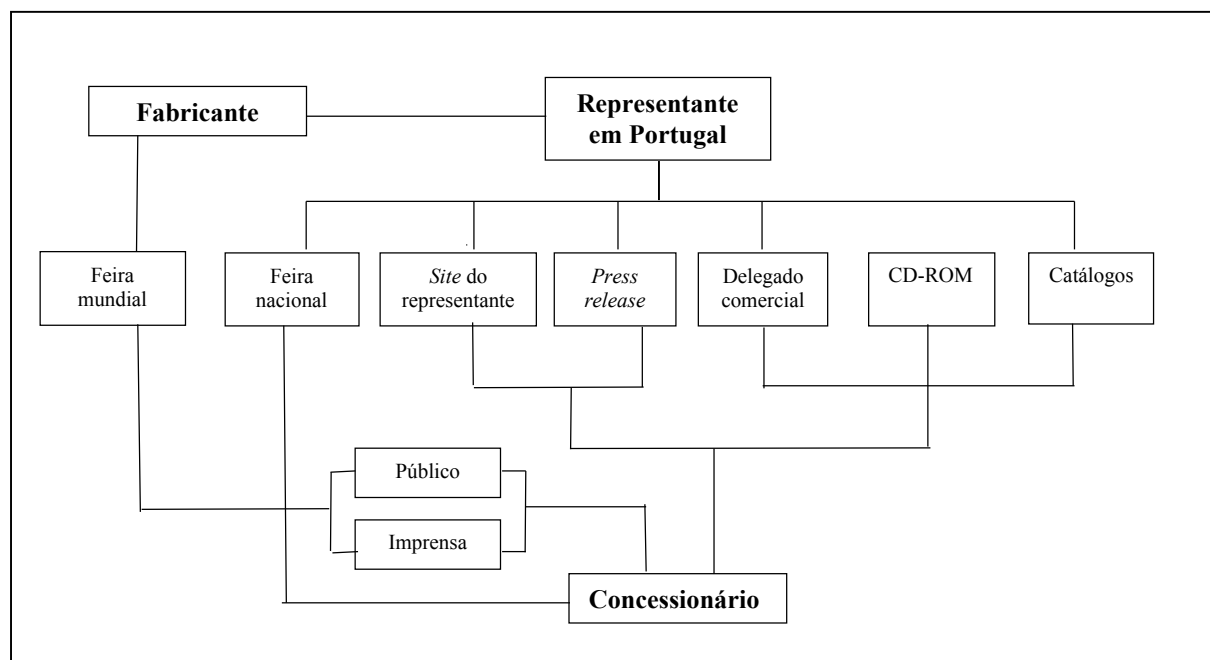 Fabricante
Representante
em Portugal
Feira
mundial
Feira
nacional
Site do
representante
Press
release
Delegado
comercial
CD-ROM
Catálogos
Público
Imprensa
Concessionário